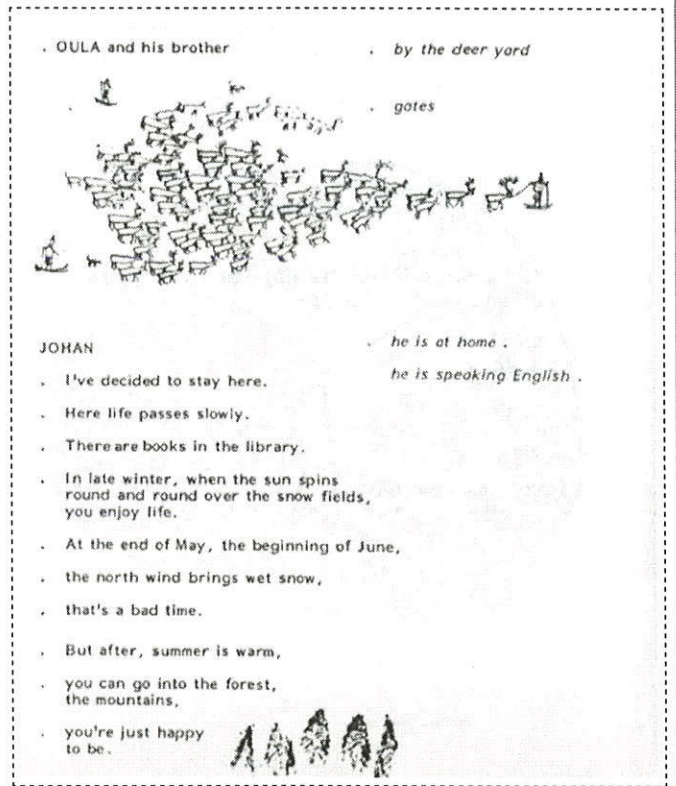 . OULA and his brother
. by the deer yard
. gates
JOHAN
. he is at home .
he is speaking English .
. I've decided to stay here.
. Here life passes slowly.
. There are books in the library.
. In late winter, when the sun spins
round and round over the snow fields,
you enjoy life.
. At the end of May, the beginning of June,
. the north wind brings wet snow,
. that's a bad time.
. But after, summer is warm,
. you can go into the forest,
the mountains,
. you're just happy
to be.